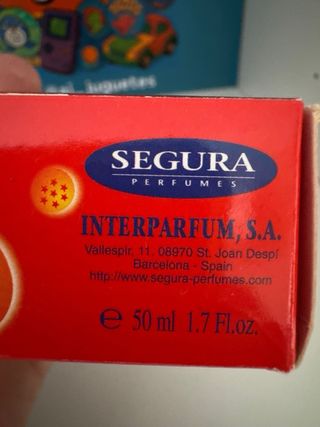 al_juguetes
SEGURA
PERFUMES
INTERPARFUM, S.A.
Vallespir, 11. 08970 St. Joan Despí
Barcelona - Spain
http://www.segura-perfumes.com
℮ 50 ml 1.7 Fl.oz.